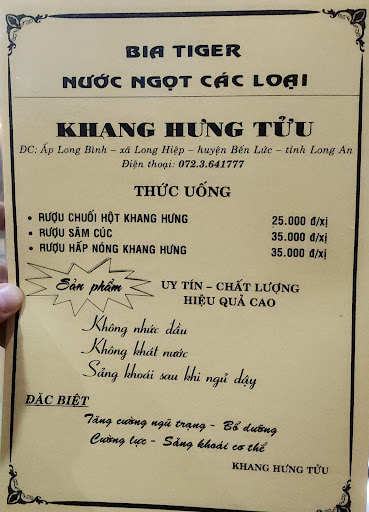 BIA TIGER
NƯỚC NGỌT CÁC LOẠI
KHANG HƯNG TỬU
ĐC: Ấp Long Bình – xã Long Hiệp – huyện Bến Lức – tỉnh Long An
Điện thoại: 072.3.641777
THỨC UỐNG
• RƯỢU CHUỐI HỘT KHANG HƯNG 25.000 đ/xị
• RƯỢU SÂM CÚC 35.000 đ/xị
• RƯỢU HẤP NÓNG KHANG HƯNG 35.000 đ/xị
Sản phẩm
UY TÍN – CHẤT LƯỢNG
HIỆU QUẢ CAO
Không nhức đầu
Không khát nước
Sảng khoái sau khi ngủ dậy
ĐẶC BIỆT
Tăng cường ngũ trạng - Bổ dưỡng
Cường lực - Sảng khoái cơ thể
KHANG HƯNG TỬU